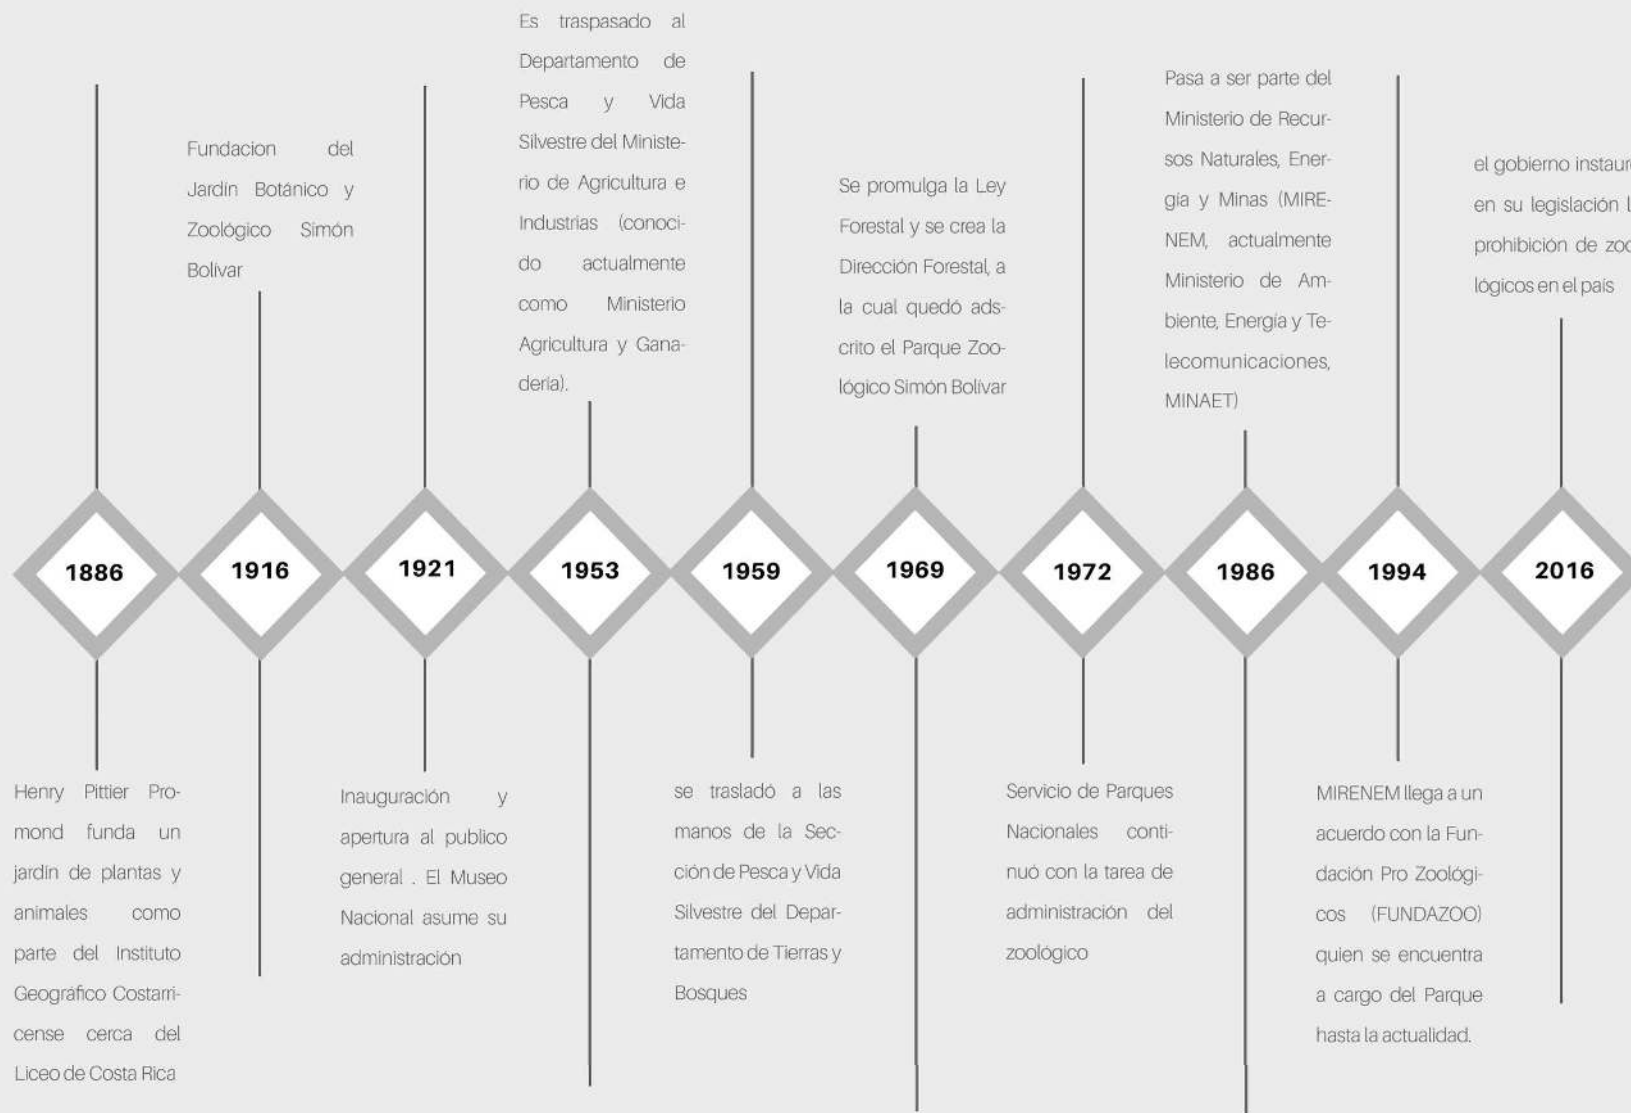 1886
Henry Pittier Pro-
mond funda un
jardín de plantas y
animales como
parte del Instituto
Geográfico Costarri-
cense cerca del
Liceo de Costa Rica
Fundacion del
Jardín Botánico y
Zoológico Simón
Bolívar
1916
1921
Inauguración y
apertura al publico
general . El Museo
Nacional asume su
administración
Es traspasado al
Departamento de
Pesca y Vida
Silvestre del Ministe-
rio de Agricultura e
Industrias (conoci-
do actualmente
como Ministerio
Agricultura y Gana-
dería).
1953
1959
se trasladó a las
manos de la Sec-
ción de Pesca y Vida
Silvestre del Depar-
tamento de Tierras y
Bosques
Se promulga la Ley
Forestal y se crea la
Dirección Forestal, a
la cual quedó ads-
crito el Parque Zoo-
lógico Simón Bolívar
1969
1972
Servicio de Parques
Nacionales conti-
nuó con la tarea de
administración del
zoológico
Pasa a ser parte del
Ministerio de Recur-
sos Naturales, Ener-
gía y Minas (MIRE-
NEM, actualmente
Ministerio de Am-
biente, Energía y Te-
lecomunicaciones,
MINAET)
1986
1994
MIRENEM llega a un
acuerdo con la Fun-
dación Pro Zoológi-
cos (FUNDAZOO)
quien se encuentra
a cargo del Parque
hasta la actualidad.
el gobierno
en su legislación
prohibición de
lógicos en el país
2016